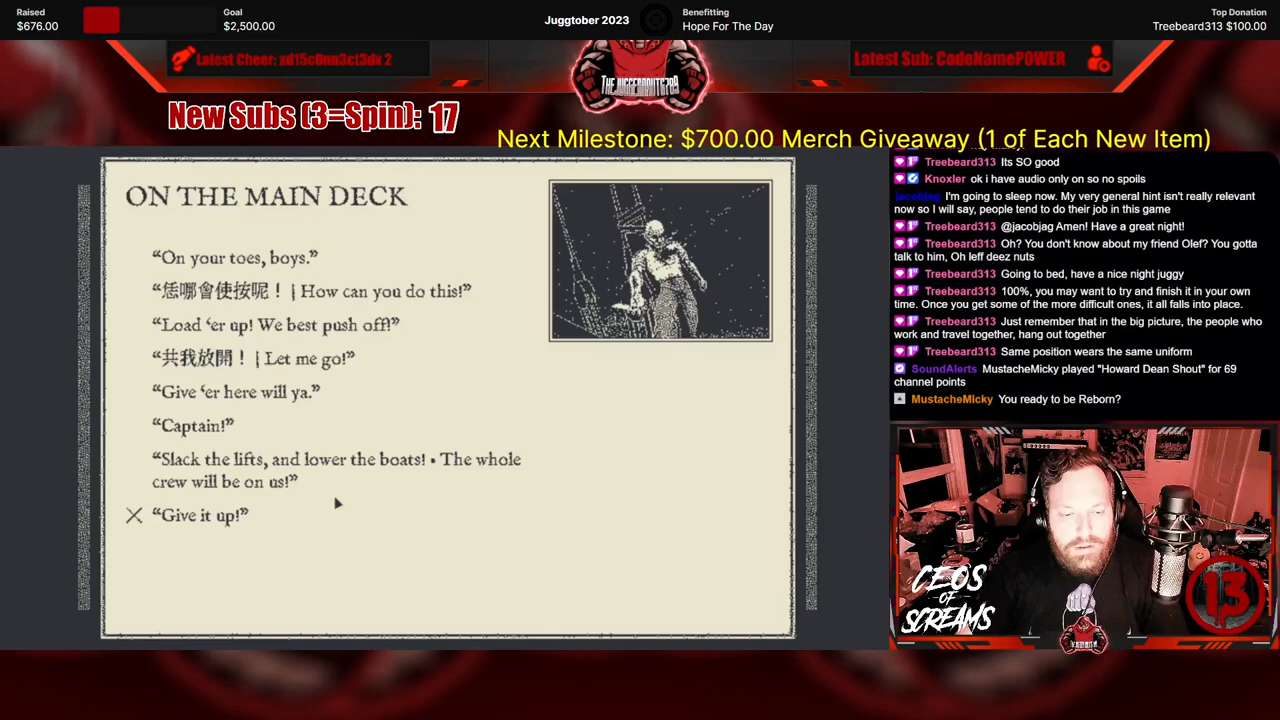 Raised
$676.00
Goal
$2,500.00
Juggtober 2023
Benefitting
Hope For The Day
Top Donation
Treebeard313 $100.00
Latest Cheer: xd15c0nn3ct3dx 2
THEJUGGERNAUT6789
Latest Sub: CodeNamePOWER
New Subs (3=Spin): 17
Next Milestone: $700.00 Merch Giveaway (1 of Each New Item)
ON THE MAIN DECK
“On your toes, boys.”
“恁哪會使按呢！ | How can you do this!”
“Load ‘er up! We best push off!”
“共我放開！ | Let me go!”
“Give ‘er here will ya.”
“Captain!”
“Slack the lifts, and lower the boats! • The whole
crew will be on us!”
“Give it up!”
Treebeard313 Its SO good
Knoxler ok i have audio only on so no spoils
jacobjag I'm going to sleep now. My very general hint isn't really relevant
now so I will say, people tend to do their job in this game
Treebeard313 @jacobjag Amen! Have a great night!
Treebeard313 Oh? You don't know about my friend Olef? You gotta
talk to him, Oh leff deez nuts
Treebeard313 Going to bed, have a nice night juggy
Treebeard313 100%, you may want to try and finish it in your own
time. Once you get some of the more difficult ones, it all falls into place.
Treebeard313 Just remember that in the big picture, the people who
work and travel together, hang out together
Treebeard313 Same position wears the same uniform
SoundAlerts MustacheMicky played "Howard Dean Shout" for 69
channel points
MustacheMicky You ready to be Reborn?
CEOS
OF
SCREAMS
13